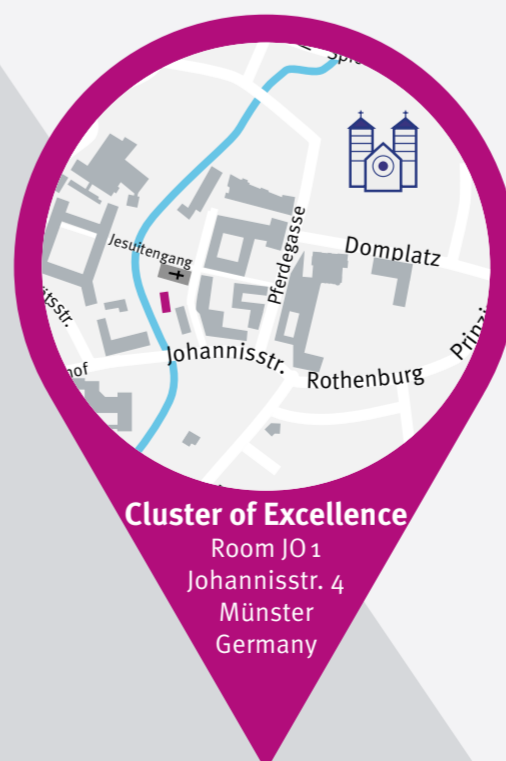 Jesuitengang
Pferdegasse
Domplatz
Johannisstr.
Rothenburg
Cluster of Excellence
Room JO 1
Johannisstr. 4
Münster
Germany